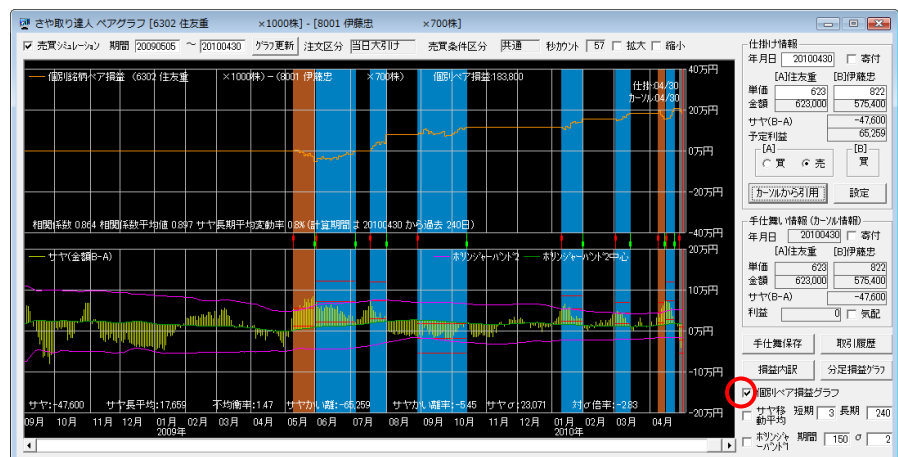 さや取り達人 ペアグラフ [6302 住友重 ×1000株] - [8001 伊藤忠 ×700株]
売買シミュレーション 期間 20090505 ～ 20100430 グラフ更新 注文区分 当日大引け 売買条件区分 共通 秒カウント 57 拡大 縮小
個別銘柄ペア損益 (6302 住友重 ×1000株)－(8001 伊藤忠 ×700株) 個別ペア損益:183,800
仕掛:04/30
カーソル:04/30
40万円
20万円
0万円
-20万円
-40万円
相関係数 0.864 相関係数平均値 0.897 サヤ長期平均変動率 0.8% (計算期間は 20100430 から過去 240日)
サヤ(金額B-A) ボリンジャーバンド2 ボリンジャーバンド2中心
20万円
10万円
0万円
-10万円
-20万円
サヤ:-47,600 サヤ長平均:17,659 不均衡率:1.47 サヤかい離:-65,259 サヤかい離率:-5.45 サヤσ:23,071 対σ倍率:-2.83
09月 10月 11月 12月 01月 02月 03月 04月 05月 06月 07月 08月 09月 10月 11月 12月 01月 02月 03月 04月
2009年 2010年
仕掛け情報
年月日 20100430 寄付
[A]住友重 [B]伊藤忠
単価 623 822
金額 623,000 575,400
サヤ(B-A) -47,600
予定利益 65,259
[A] [B]
買 売 買
カーソルから引用 設定
手仕舞い情報 (カーソル情報)
年月日 20100430 寄付
[A]住友重 [B]伊藤忠
単価 623 822
金額 623,000 575,400
サヤ(B-A) -47,600
利益 0 気配
手仕舞保存 取引履歴
損益内訳 分足損益グラフ
個別ペア損益グラフ
サヤ移動平均 短期 3 長期 240
ボリンジャーバンド1 期間 150 σ 2